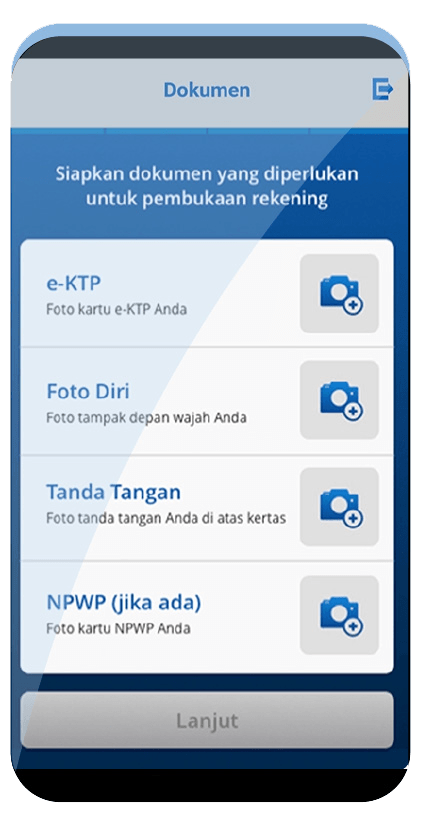 Dokumen
Siapkan dokumen yang diperlukan
untuk pembukaan rekening
e-KTP
Foto kartu e-KTP Anda
Foto Diri
Foto tampak depan wajah Anda
Tanda Tangan
Foto tanda tangan Anda di atas kertas
NPWP (jika ada)
Foto kartu NPWP Anda
Lanjut